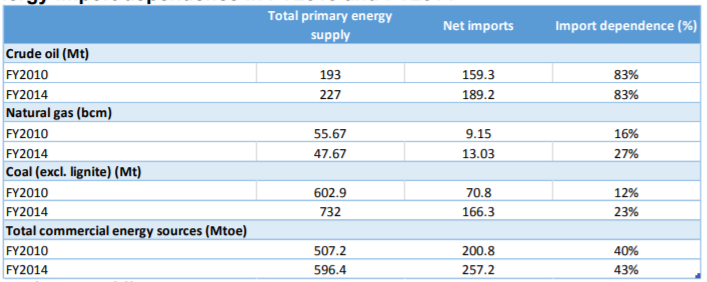 Total primary energy supply Net imports Import dependence (%)
Crude oil (Mt)
FY2010 193 159.3 83%
FY2014 227 189.2 83%
Natural gas (bcm)
FY2010 55.67 9.15 16%
FY2014 47.67 13.03 27%
Coal (excl. lignite) (Mt)
FY2010 602.9 70.8 12%
FY2014 732 166.3 23%
Total commercial energy sources (Mtoe)
FY2010 507.2 200.8 40%
FY2014 596.4 257.2 43%